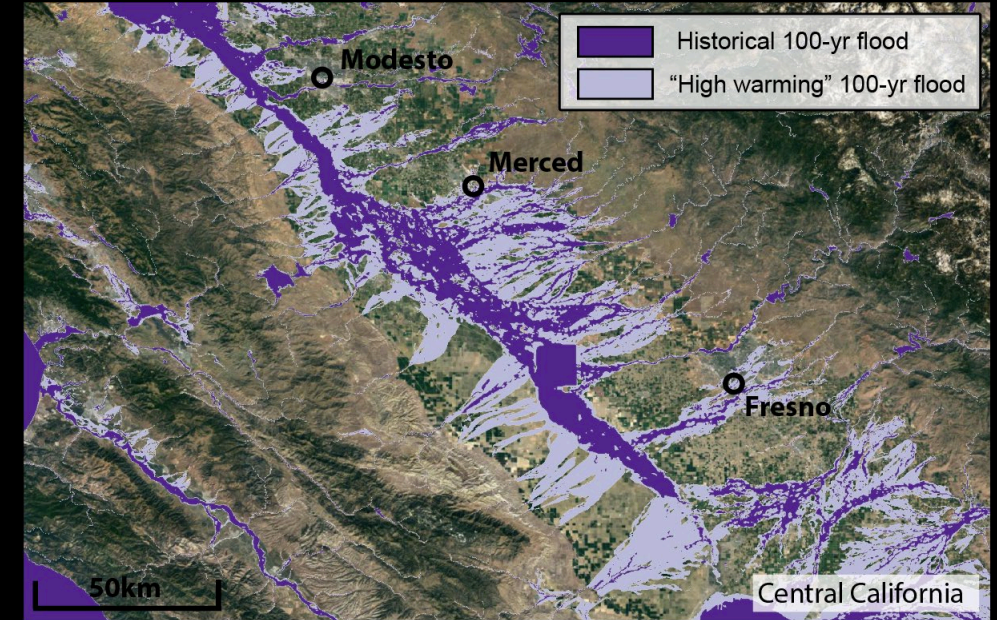 Historical 100-yr flood
“High warming” 100-yr flood
Modesto
Merced
Fresno
50km
Central California